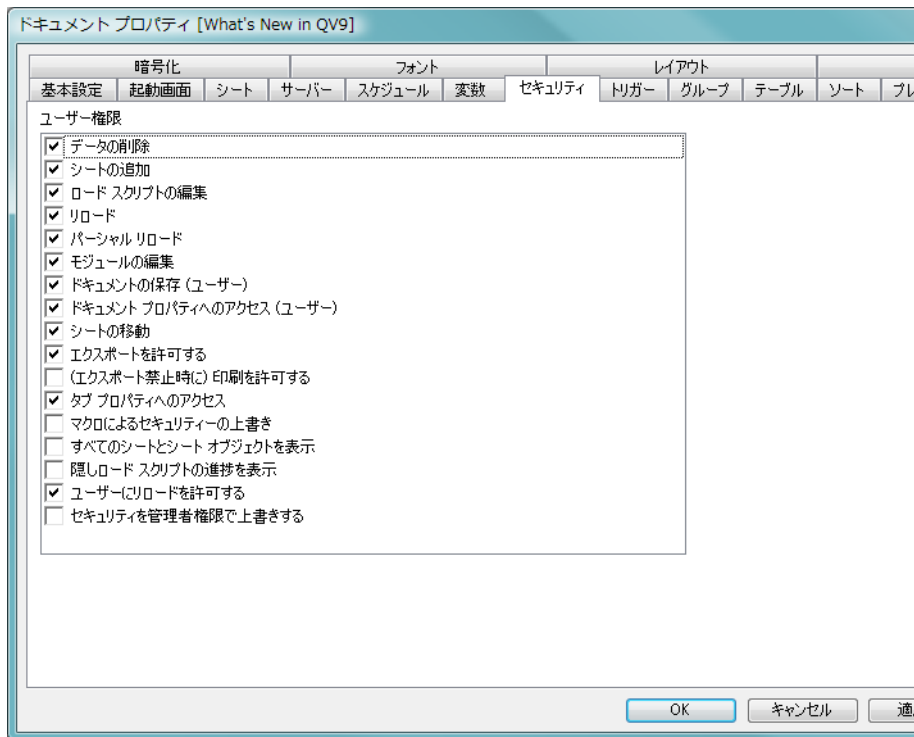 ドキュメント プロパティ [What's New in QV9]
暗号化 フォント レイアウト
基本設定 起動画面 シート サーバー スケジュール 変数 セキュリティ トリガー グループ テーブル ソート プレ
ユーザー権限
データの削除
シートの追加
ロード スクリプトの編集
リロード
パーシャル リロード
モジュールの編集
ドキュメントの保存 (ユーザー)
ドキュメント プロパティへのアクセス (ユーザー)
シートの移動
エクスポートを許可する
(エクスポート禁止時に) 印刷を許可する
タブ プロパティへのアクセス
マクロによるセキュリティーの上書き
すべてのシートとシート オブジェクトを表示
隠しロード スクリプトの進捗を表示
ユーザーにリロードを許可する
セキュリティを管理者権限で上書きする
OK キャンセル 適